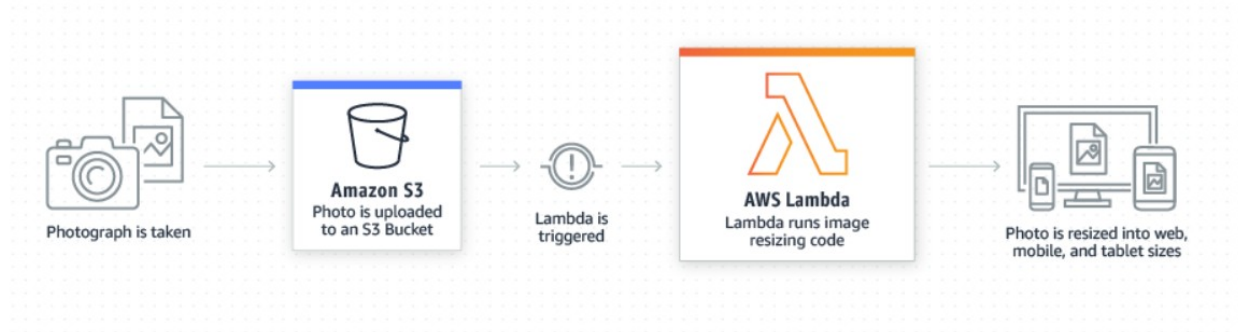 Photograph is taken
Amazon S3
Photo is uploaded
to an S3 Bucket
Lambda is
triggered
AWS Lambda
Lambda runs image
resizing code
Photo is resized into web,
mobile, and tablet sizes